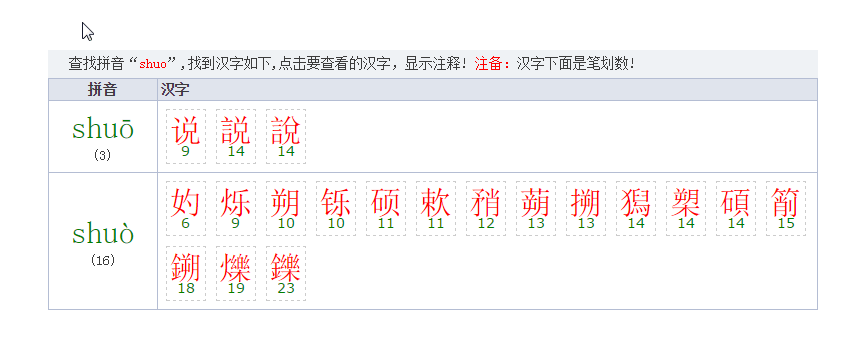 查找拼音“shuo”,找到汉字如下,点击要查看的汉字，显示注释! 注备：汉字下面是笔划数!
拼音 汉字
shuō
(3)
说 説 說
9 14 14
shuò
(16)
妁 烁 朔 铄 硕 欶 矟 蒴 搠 獡 槊 碩 箾
6 9 10 10 11 11 12 13 13 14 14 14 15
鎙 爍 鑠
18 19 23